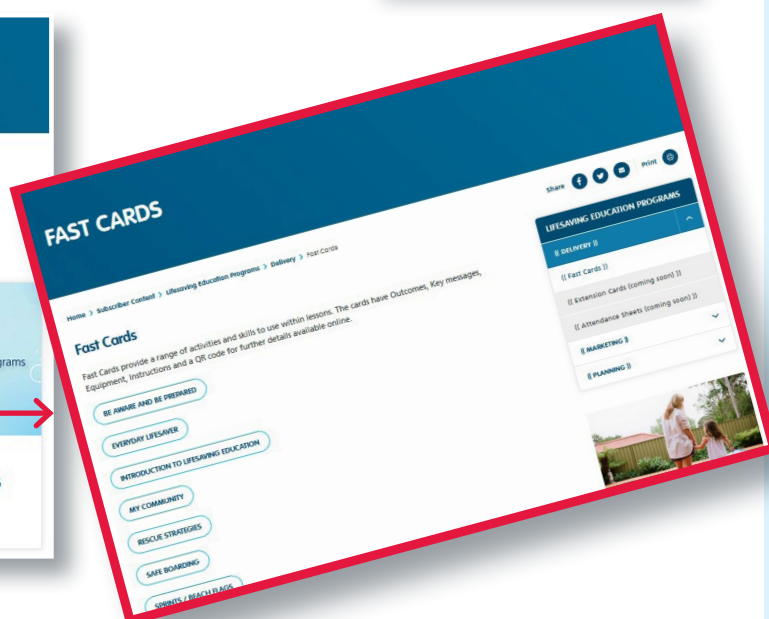 grams
FAST CARDS
Share Print
Home > Subscriber Content > Lifesaving Education Programs > Delivery > Fast Cards
Fast Cards
Fast Cards provide a range of activities and skills to use within lessons. The cards have Outcomes, Key messages,
Equipment, Instructions and a QR code for further details available online.
BE AWARE AND BE PREPARED
EVERYDAY LIFESAVER
INTRODUCTION TO LIFESAVING EDUCATION
MY COMMUNITY
RESCUE STRATEGIES
SAFE BOARDING
SPRINTS / BEACH FLAGS
LIFESAVING EDUCATION PROGRAMS
(( DELIVERY ))
(( Fast Cards ))
(( Extension Cards (coming soon) ))
(( Attendance Sheets (coming soon) ))
(( MARKETING ))
(( PLANNING ))